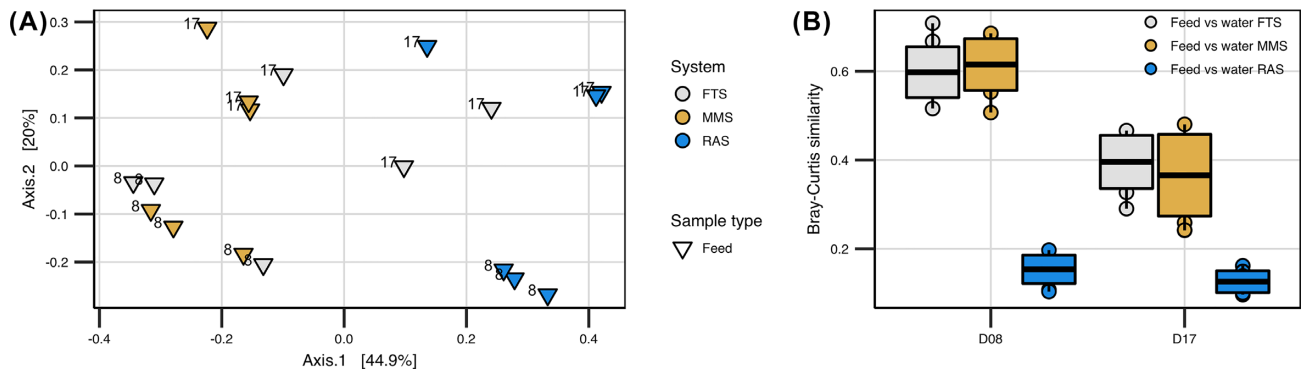 (A)
0.3
0.2
0.1
0.0
-0.1
-0.2
Axis.2 [20%]
17
17
17
17
17
17
17
17
17
8
8
8
8
8
8
8
8
8
-0.4
-0.2
0.0
0.2
0.4
Axis.1 [44.9%]
System
FTS
MMS
RAS
Sample type
Feed
(B)
Bray-Curtis similarity
0.6
0.4
0.2
Feed vs water FTS
Feed vs water MMS
Feed vs water RAS
D08
D17